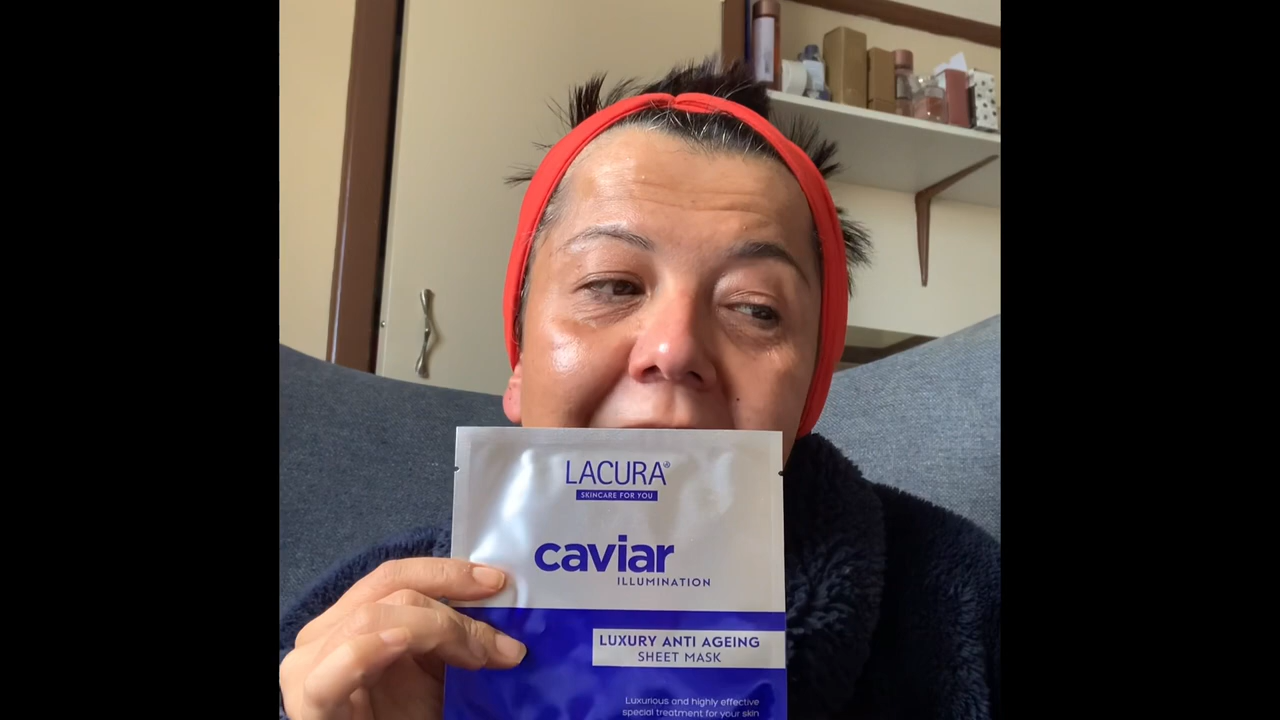 LACURA®
SKINCARE FOR YOU
caviar
ILLUMINATION
LUXURY ANTI AGEING
SHEET MASK
Luxurious and highly effective
special treatment for your skin